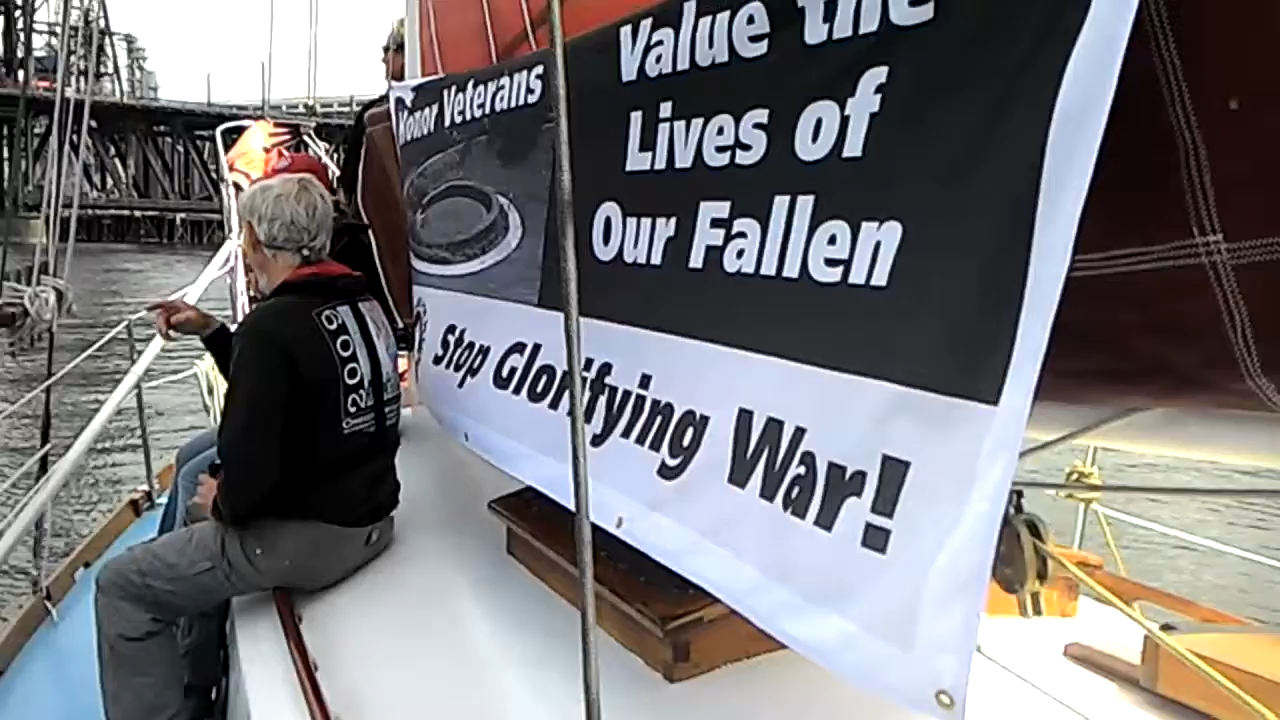 Honor Veterans
Value the
Lives of
Our Fallen
Stop Glorifying War!
2009